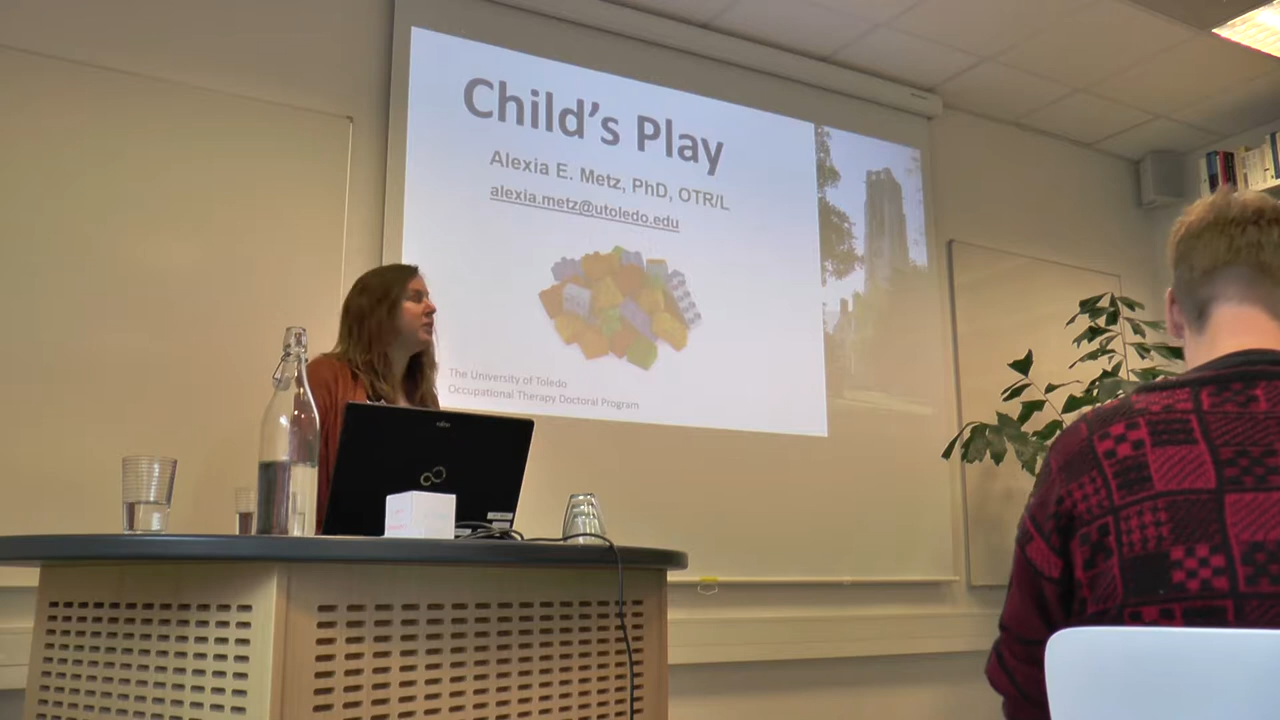 Child's Play
Alexia E. Metz, PhD, OTR/L
alexia.metz@utoledo.edu
The University of Toledo
Occupational Therapy Doctoral Program